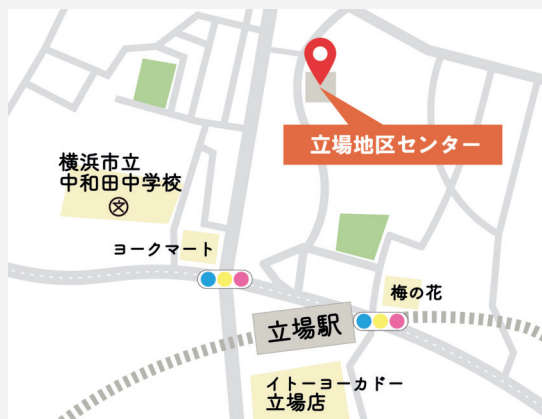 立場地区センター
横浜市立
中和田中学校
文
ヨークマート
梅の花
立場駅
イトーヨーカドー
立場店